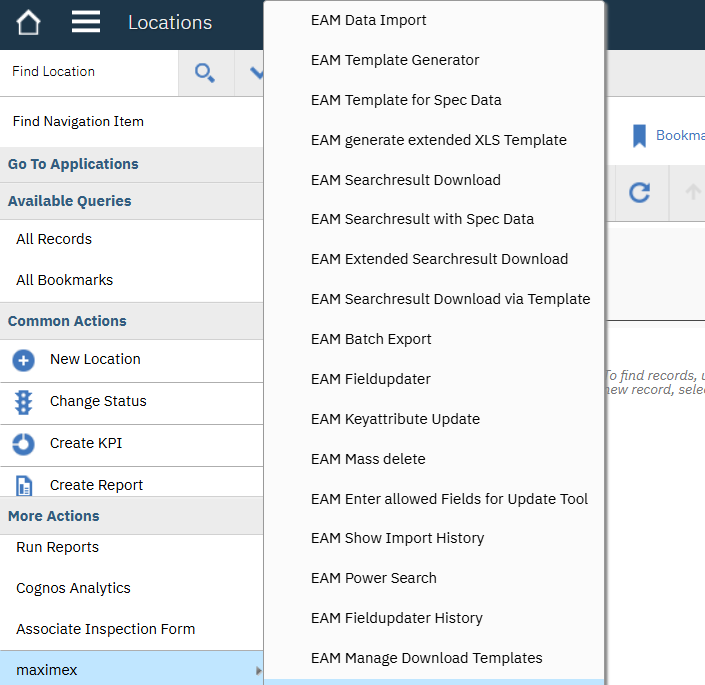 Locations
Find Location
Find Navigation Item
Go To Applications
Available Queries
All Records
All Bookmarks
Common Actions
New Location
Change Status
Create KPI
Create Report
More Actions
Run Reports
Cognos Analytics
Associate Inspection Form
maximex
EAM Data Import
EAM Template Generator
EAM Template for Spec Data
EAM generate extended XLS Template
EAM Searchresult Download
EAM Searchresult with Spec Data
EAM Extended Searchresult Download
EAM Searchresult Download via Template
EAM Batch Export
EAM Fieldupdater
EAM Keyattribute Update
EAM Mass delete
EAM Enter allowed Fields for Update Tool
EAM Show Import History
EAM Power Search
EAM Fieldupdater History
EAM Manage Download Templates
Bookma
To find records, u
new record, sele